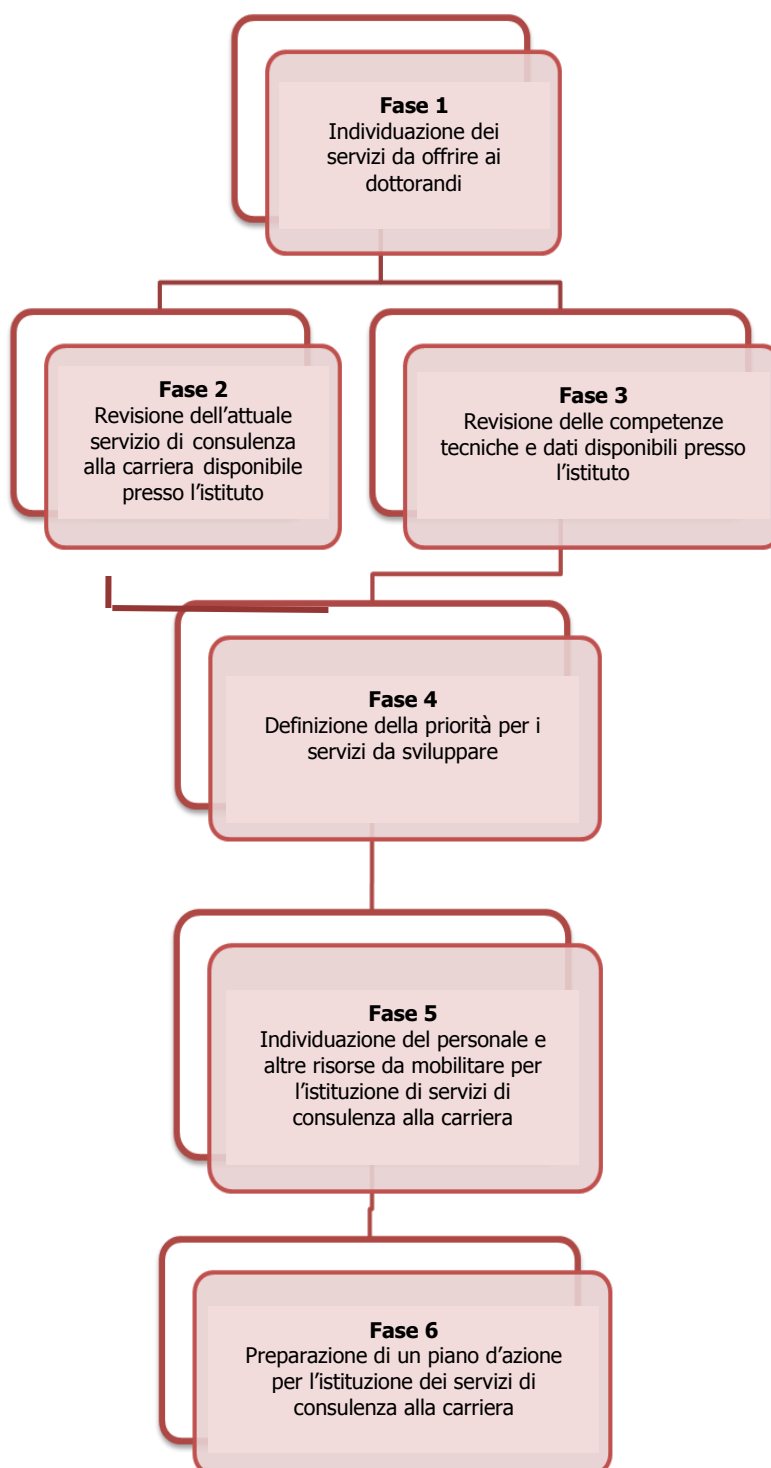 Fase 1
Individuazione dei
servizi da offrire ai
dottorandi
Fase 2
Revisione dell’attuale
servizio di consulenza
alla carriera disponibile
presso l’istituto
Fase 3
Revisione delle competenze
tecniche e dati disponibili presso
l’istituto
Fase 4
Definizione della priorità per i
servizi da sviluppare
Fase 5
Individuazione del personale e
altre risorse da mobilitare per
l’istituzione di servizi di
consulenza alla carriera
Fase 6
Preparazione di un piano d’azione
per l’istituzione dei servizi di
consulenza alla carriera